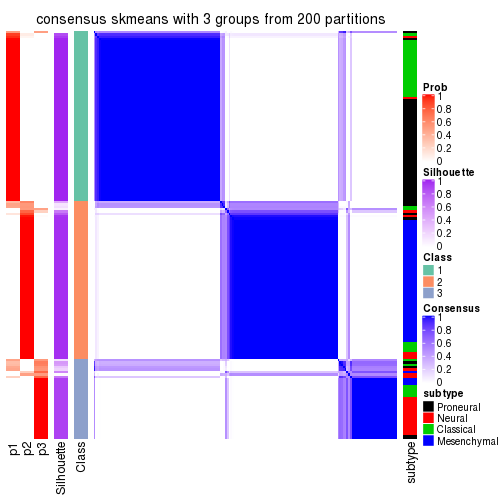 consensus skmeans with 3 groups from 200 partitions
Prob
1
0.8
0.6
0.4
0.2
0
Silhouette
1
0.8
0.6
0.4
0.2
0
Class
1
2
3
Consensus
1
0.8
0.6
0.4
0.2
0
subtype
Proneural
Neural
Classical
Mesenchymal
p1
p2
p3
Silhouette
Class
subtype